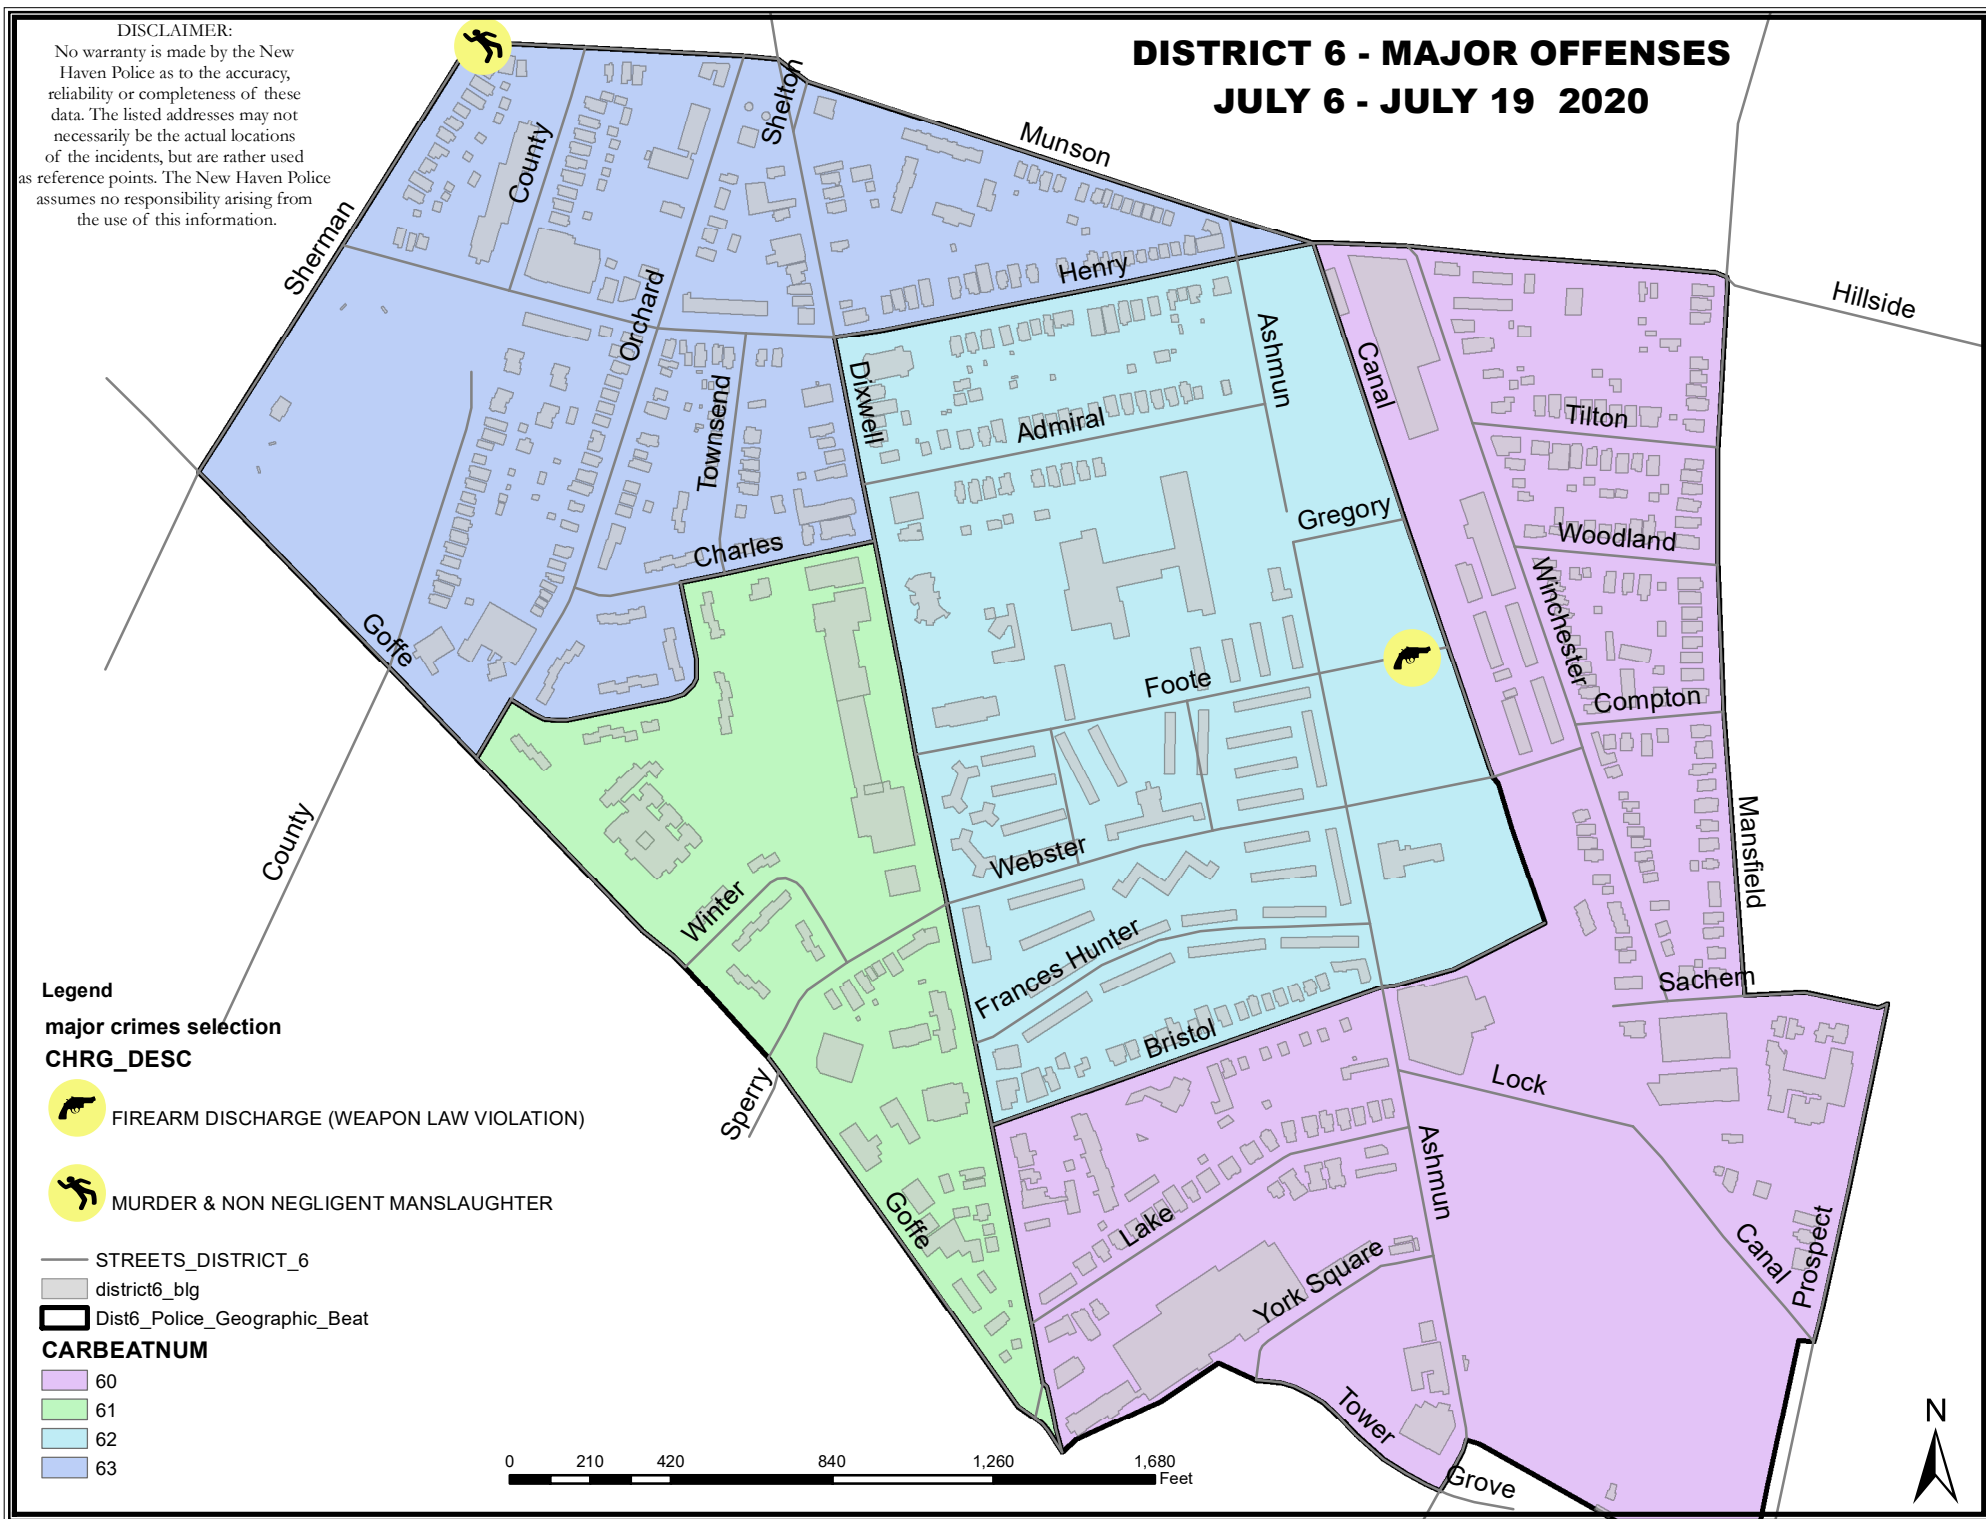 DISCLAIMER:
No warranty is made by the New
Haven Police as to the accuracy,
reliability or completeness of these
data. The listed addresses may not
necessarily be the actual locations
of the incidents, but are rather used
as reference points. The New Haven Police
assumes no responsibility arising from
the use of this information.
DISTRICT 6 - MAJOR OFFENSES
JULY 6 - JULY 19 2020
Shelton
Munson
County
Sherman
Henry
Hillside
Orchard
Ashmun
Canal
Dixwell
Townsend
Admiral
Tilton
Gregory
Woodland
Charles
Winchester
Goffe
Foote
Compton
County
Mansfield
Webster
Winter
Frances Hunter
Sachem
Bristol
Lock
Sperry
Ashmun
Goffe
Lake
Canal
Prospect
York Square
Tower
Grove
Legend
major crimes selection
CHRG_DESC
FIREARM DISCHARGE (WEAPON LAW VIOLATION)
MURDER & NON NEGLIGENT MANSLAUGHTER
STREETS_DISTRICT_6
district6_blg
Dist6_Police_Geographic_Beat
CARBEATNUM
60
61
62
63
0 210 420 840 1,260 1,680
Feet
N